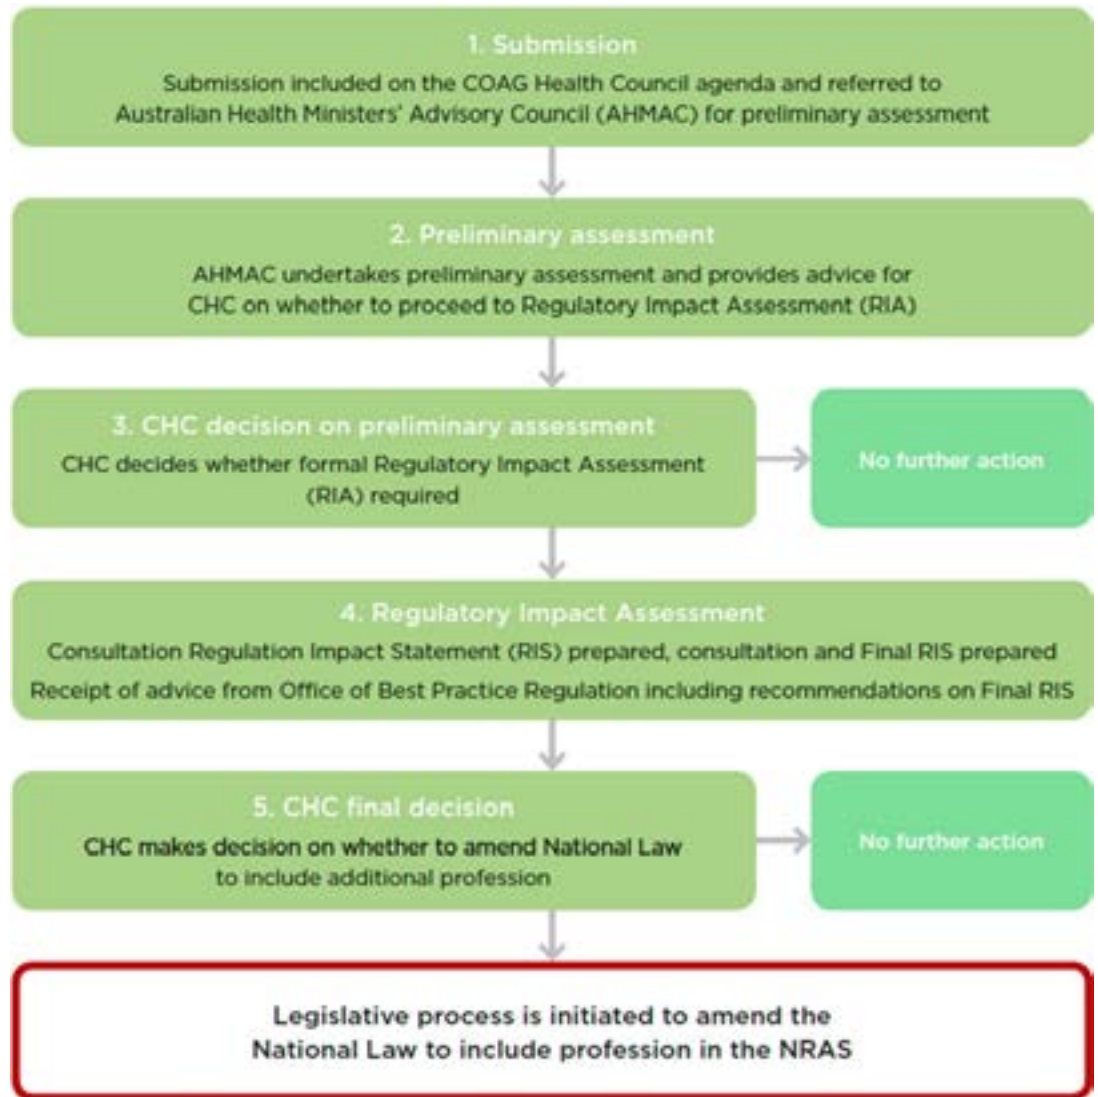 1. Submission
Submission included on the COAG Health Council agenda and referred to
Australian Health Ministers' Advisory Council (AHMAC) for preliminary assessment
2. Preliminary assessment
AHMAC undertakes preliminary assessment and provides advice for
CHC on whether to proceed to Regulatory Impact Assessment (RIA)
3. CHC decision on preliminary assessment
CHC decides whether formal Regulatory Impact Assessment
(RIA) required
No further action
4. Regulatory Impact Assessment
Consultation Regulation Impact Statement (RIS) prepared, consultation and Final RIS prepared
Receipt of advice from Office of Best Practice Regulation including recommendations on Final RIS
5. CHC final decision
CHC makes decision on whether to amend National Law
to include additional profession
No further action
Legislative process is initiated to amend the
National Law to include profession in the NRAS